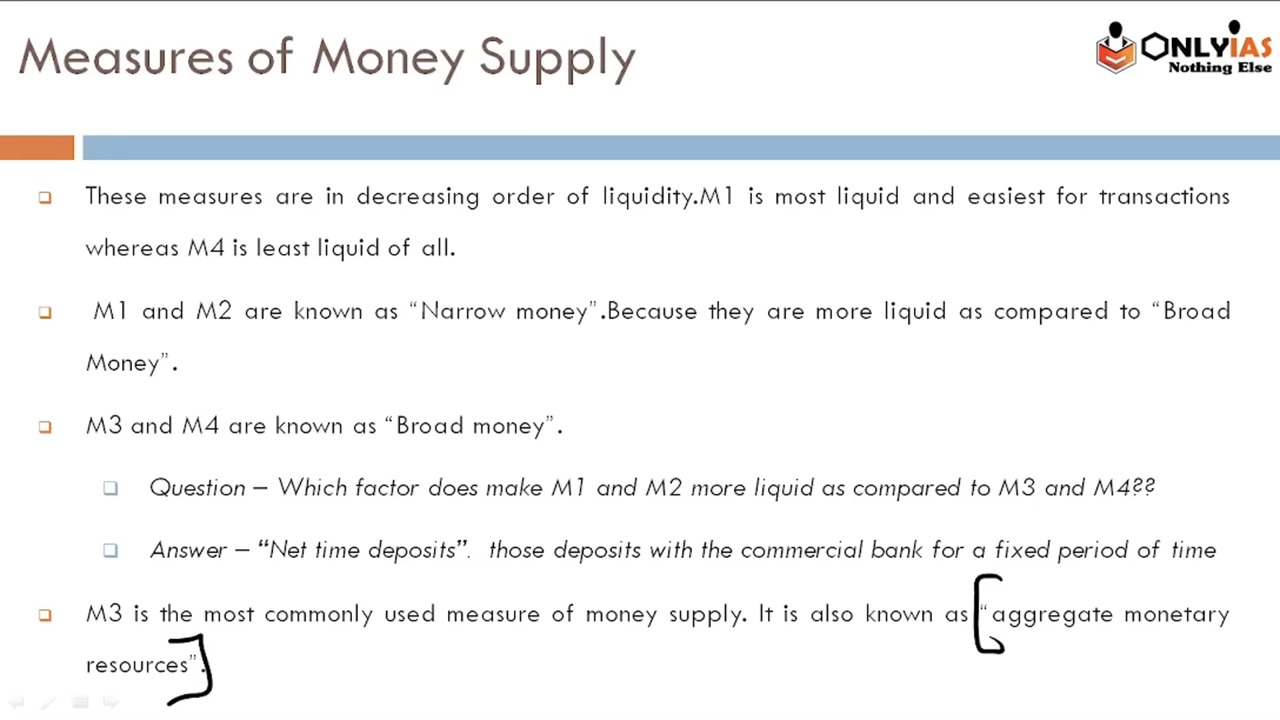 Measures of Money Supply
ONLYIAS
Nothing Else
These measures are in decreasing order of liquidity.M1 is most liquid and easiest for transactions
whereas M4 is least liquid of all.
M1 and M2 are known as “Narrow money”.Because they are more liquid as compared to “Broad
Money”.
M3 and M4 are known as “Broad money”.
Question – Which factor does make M1 and M2 more liquid as compared to M3 and M4??
Answer – “Net time deposits”. those deposits with the commercial bank for a fixed period of time
M3 is the most commonly used measure of money supply. It is also known as “aggregate monetary
resources”.